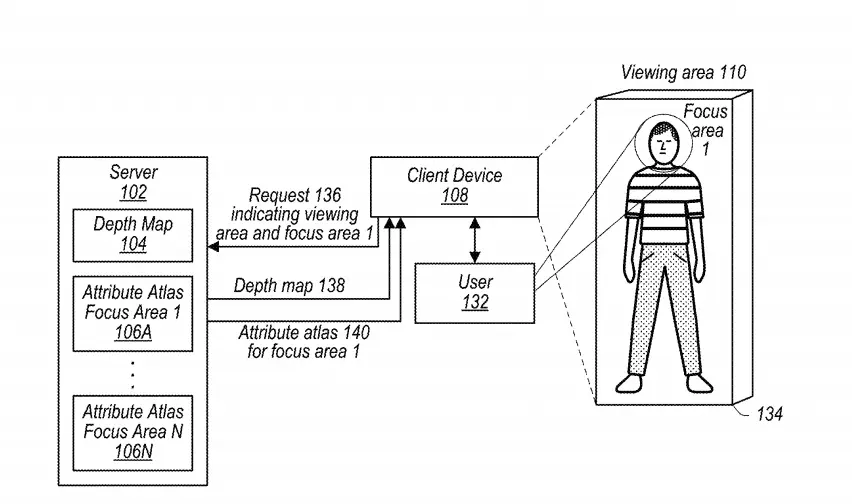 Viewing area 110
Focus
area
1
Server
102
Depth Map
104
Attribute Atlas
Focus Area 1
106A
Attribute Atlas
Focus Area N
106N
Request 136
indicating viewing
area and focus area 1
Depth map 138
Attribute atlas 140
for focus area 1
Client Device
108
User
132
134